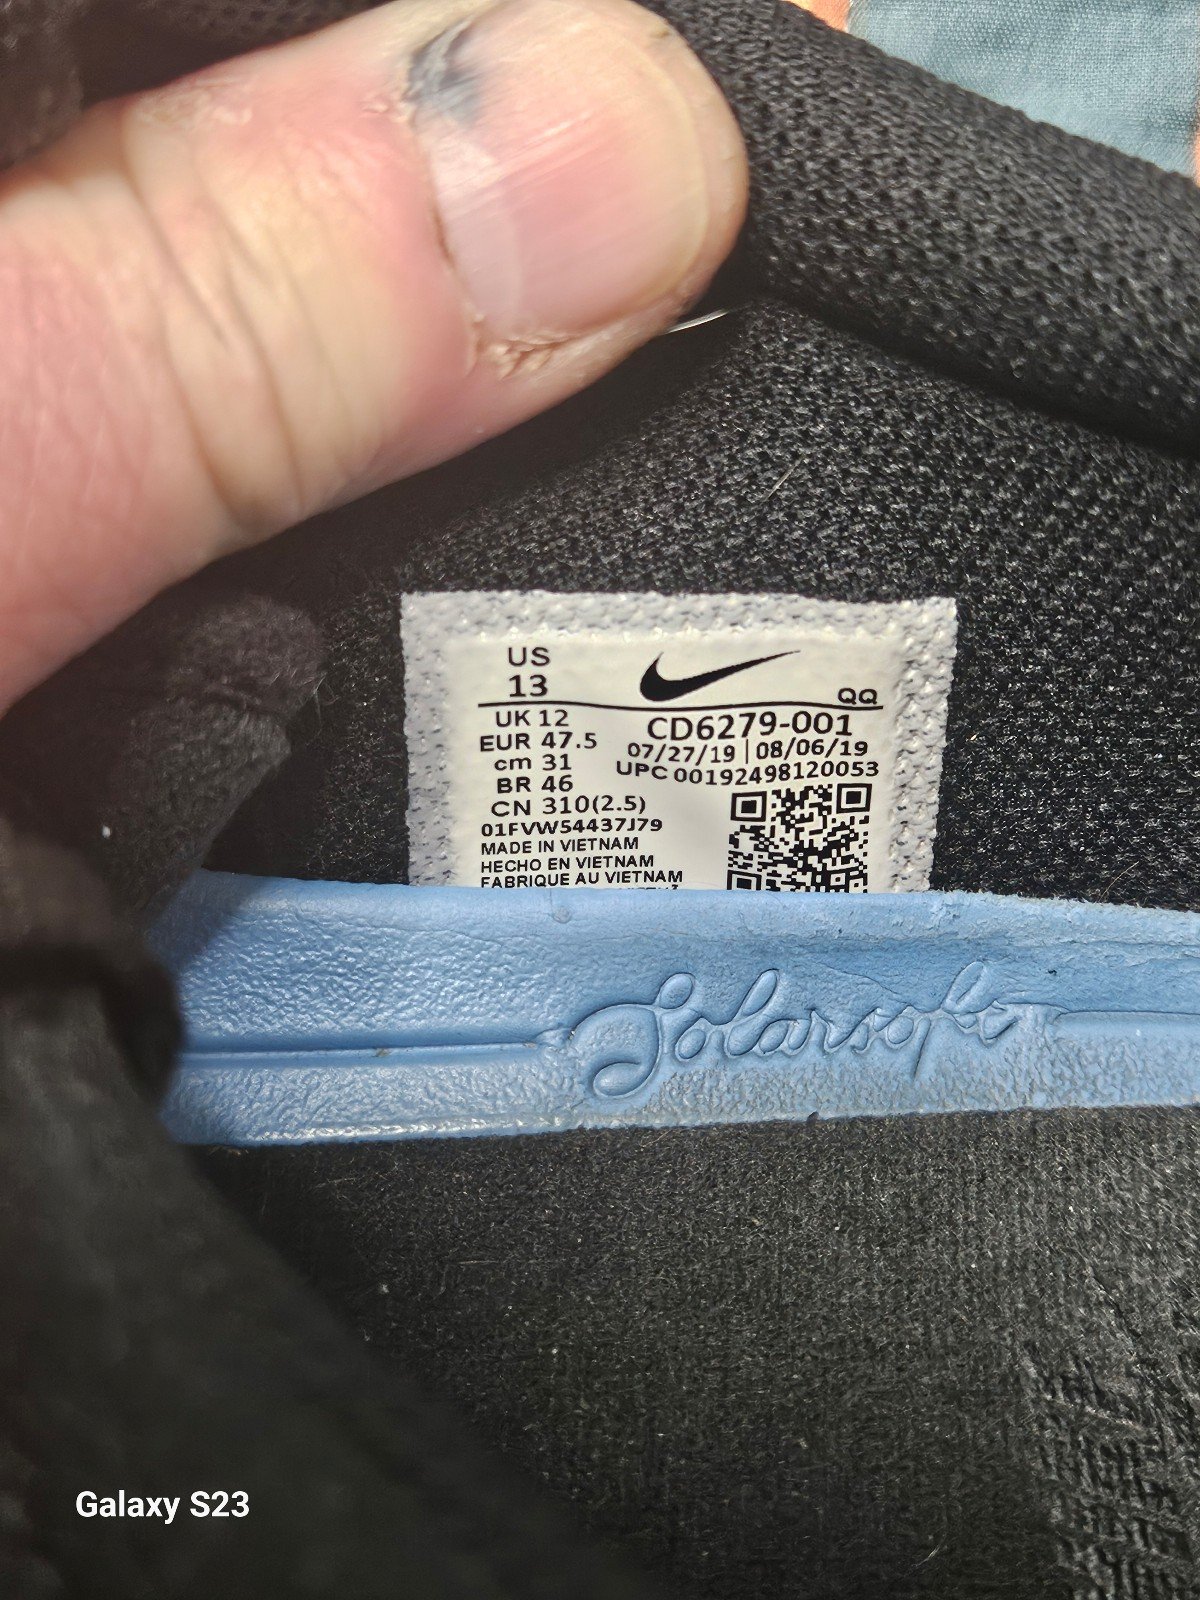 US
13
QQ
UK 12
CD6279-001
EUR 47.5
07/27/19 | 08/06/19
cm 31
UPC 00192498120053
BR 46
CN 310(2.5)
01FVW54437J79
MADE IN VIETNAM
HECHO EN VIETNAM
FABRIQUE AU VIETNAM
Solarsoft
Galaxy S23